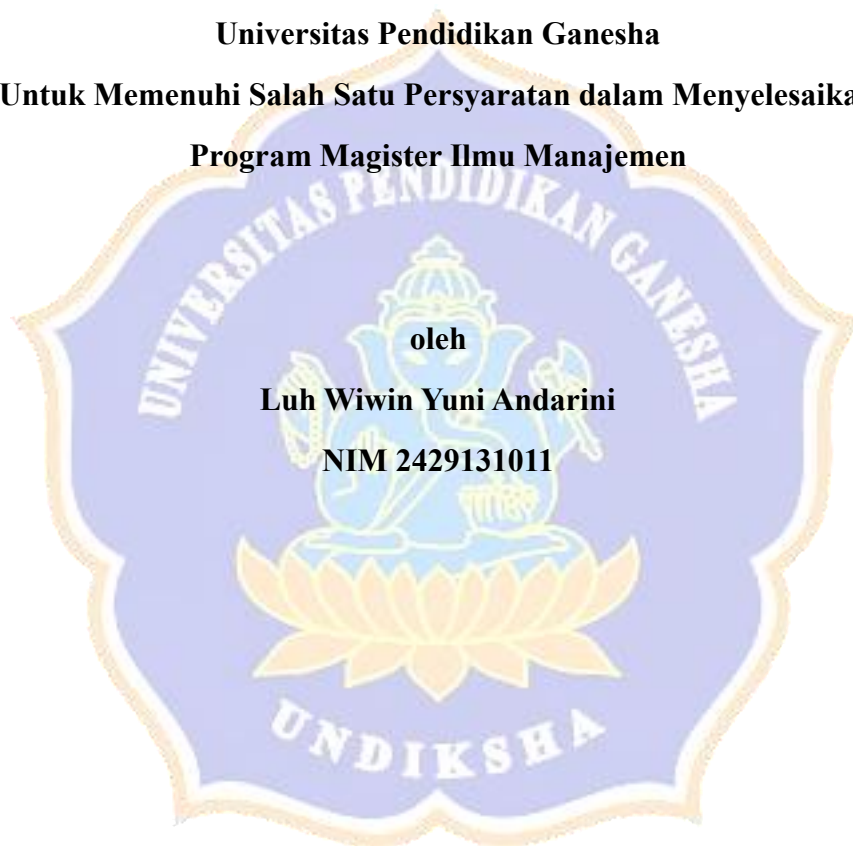 Universitas Pendidikan Ganesha
Untuk Memenuhi Salah Satu Persyaratan dalam Menyelesaika
Program Magister Ilmu Manajemen
UNIVERSITAS PENDIDIKAN GANESHA
oleh
Luh Wiwin Yuni Andarini
NIM 2429131011
UNDIKSHA